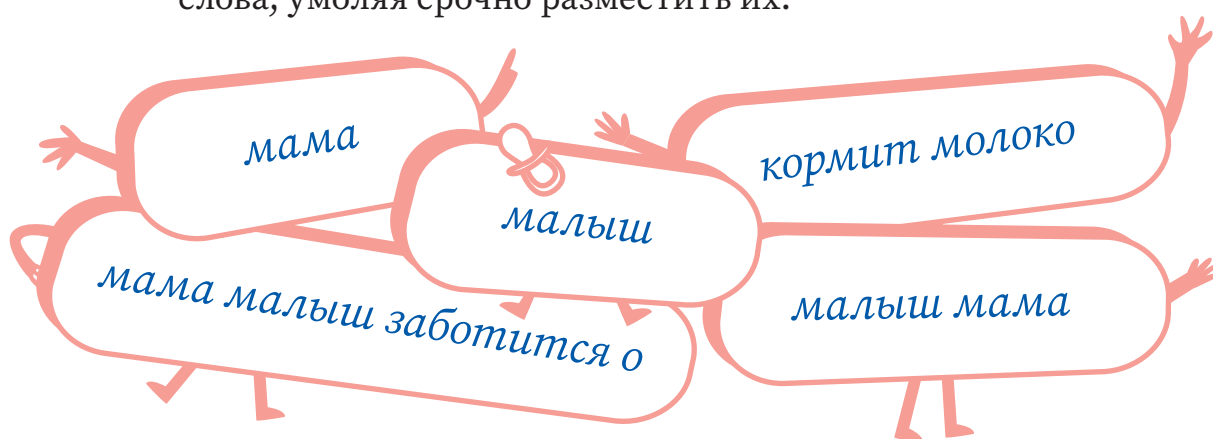 слова, умоляя срочно разместить их.
мама
кормит молоко
малыш
мама малыш заботится о
малыш мама